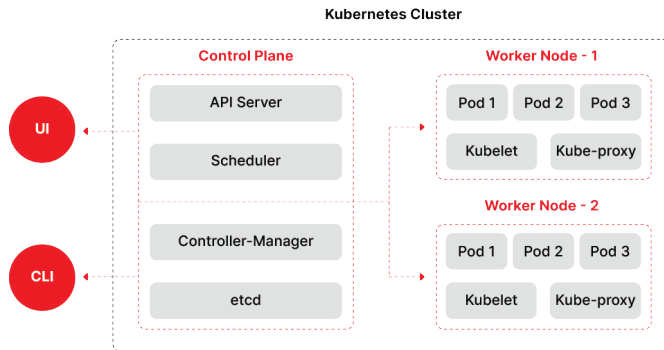 Kubernetes Cluster
Control Plane
API Server
Scheduler
Controller-Manager
etcd
UI
CLI
Worker Node - 1
Pod 1 Pod 2 Pod 3
Kubelet Kube-proxy
Worker Node - 2
Pod 1 Pod 2 Pod 3
Kubelet Kube-proxy